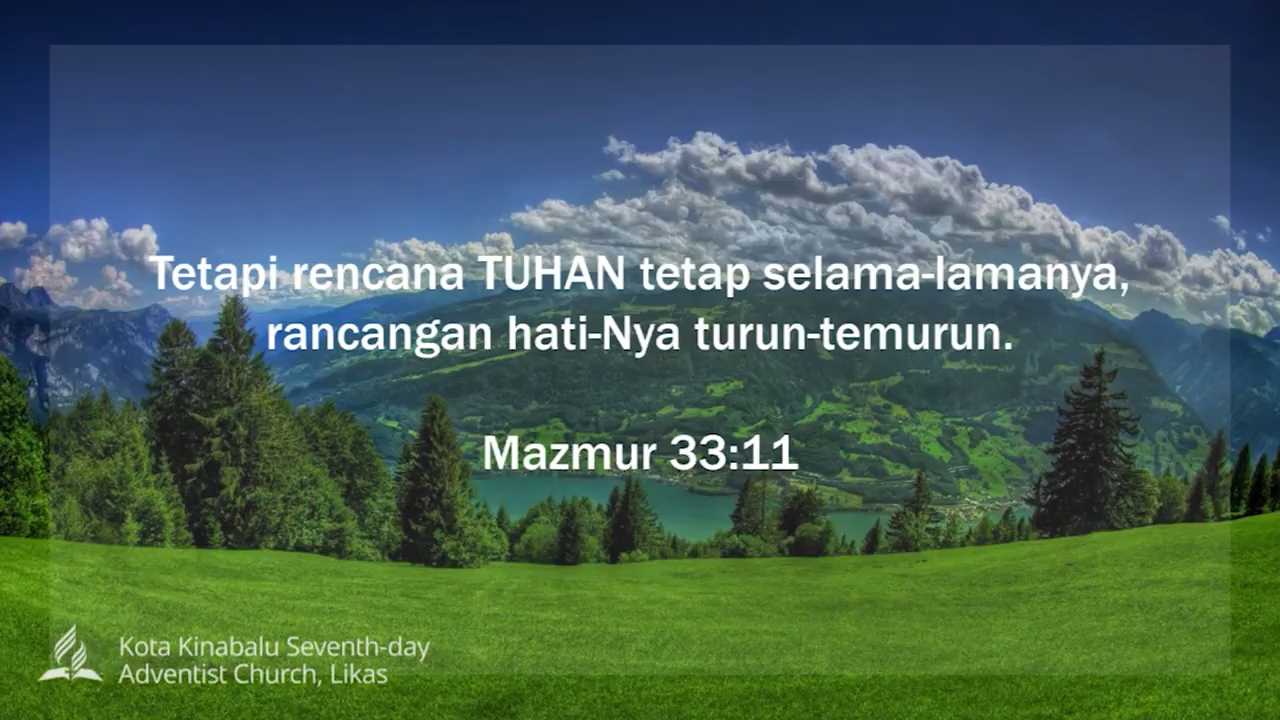 Tetapi rencana TUHAN tetap selama-lamanya,
rancangan hati-Nya turun-temurun.
Mazmur 33:11
Kota Kinabalu Seventh-day
Adventist Church, Likas